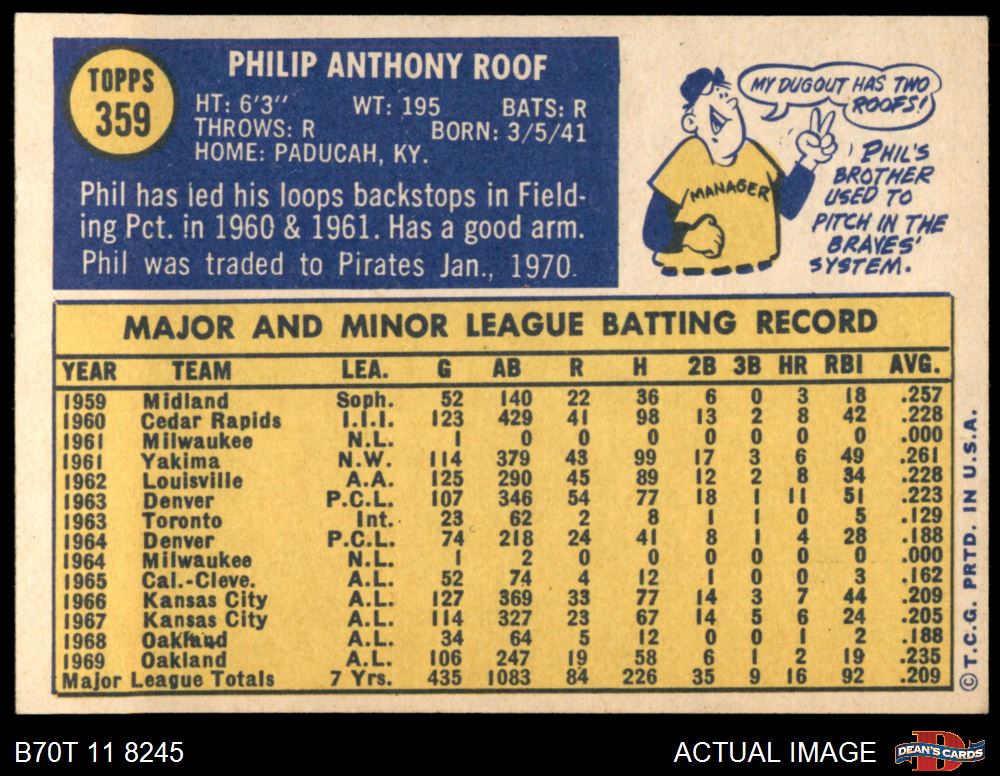 TOPPS
359
PHILIP ANTHONY ROOF
HT: 6'3" WT: 195 BATS: R
THROWS: R BORN: 3/5/41
HOME: PADUCAH, KY.
Phil has led his loops backstops in Field-
ing Pct. in 1960 & 1961. Has a good arm.
Phil was traded to Pirates Jan., 1970.
MY DUGOUT HAS TWO
ROOFS!
MANAGER
PHIL'S
BROTHER
USED TO
PITCH IN THE
BRAVES'
SYSTEM.
MAJOR AND MINOR LEAGUE BATTING RECORD
YEAR TEAM LEA. G AB R H 2B 3B HR RBI AVG.
1959 Midland Soph. 52 140 22 36 6 0 3 18 .257
1960 Cedar Rapids I.I.I. 123 429 41 98 13 2 8 42 .228
1961 Milwaukee N.L. 1 0 0 0 0 0 0 0 .000
1961 Yakima N.W. 114 379 43 99 17 3 6 49 .261
1962 Louisville A.A. 125 290 45 89 12 2 8 34 .228
1963 Denver P.C.L. 107 346 54 77 18 1 11 51 .223
1963 Toronto Int. 23 62 2 8 1 1 0 5 .129
1964 Denver P.C.L. 74 218 24 41 8 1 4 28 .188
1964 Milwaukee N.L. 1 2 0 0 0 0 0 0 .000
1965 Cal.-Cleve. A.L. 52 74 4 12 1 0 0 3 .162
1966 Kansas City A.L. 127 369 33 77 14 3 7 44 .209
1967 Kansas City A.L. 114 327 23 67 14 5 6 24 .205
1968 Oakland A.L. 34 64 5 12 0 0 1 2 .188
1969 Oakland A.L. 106 247 19 58 6 1 2 19 .235
Major League Totals 7 Yrs. 435 1083 84 226 35 9 16 92 .209
© T.C.G. PRTD. IN U.S.A.
B70T 11 8245
ACTUAL IMAGE
DEAN'S CARDS